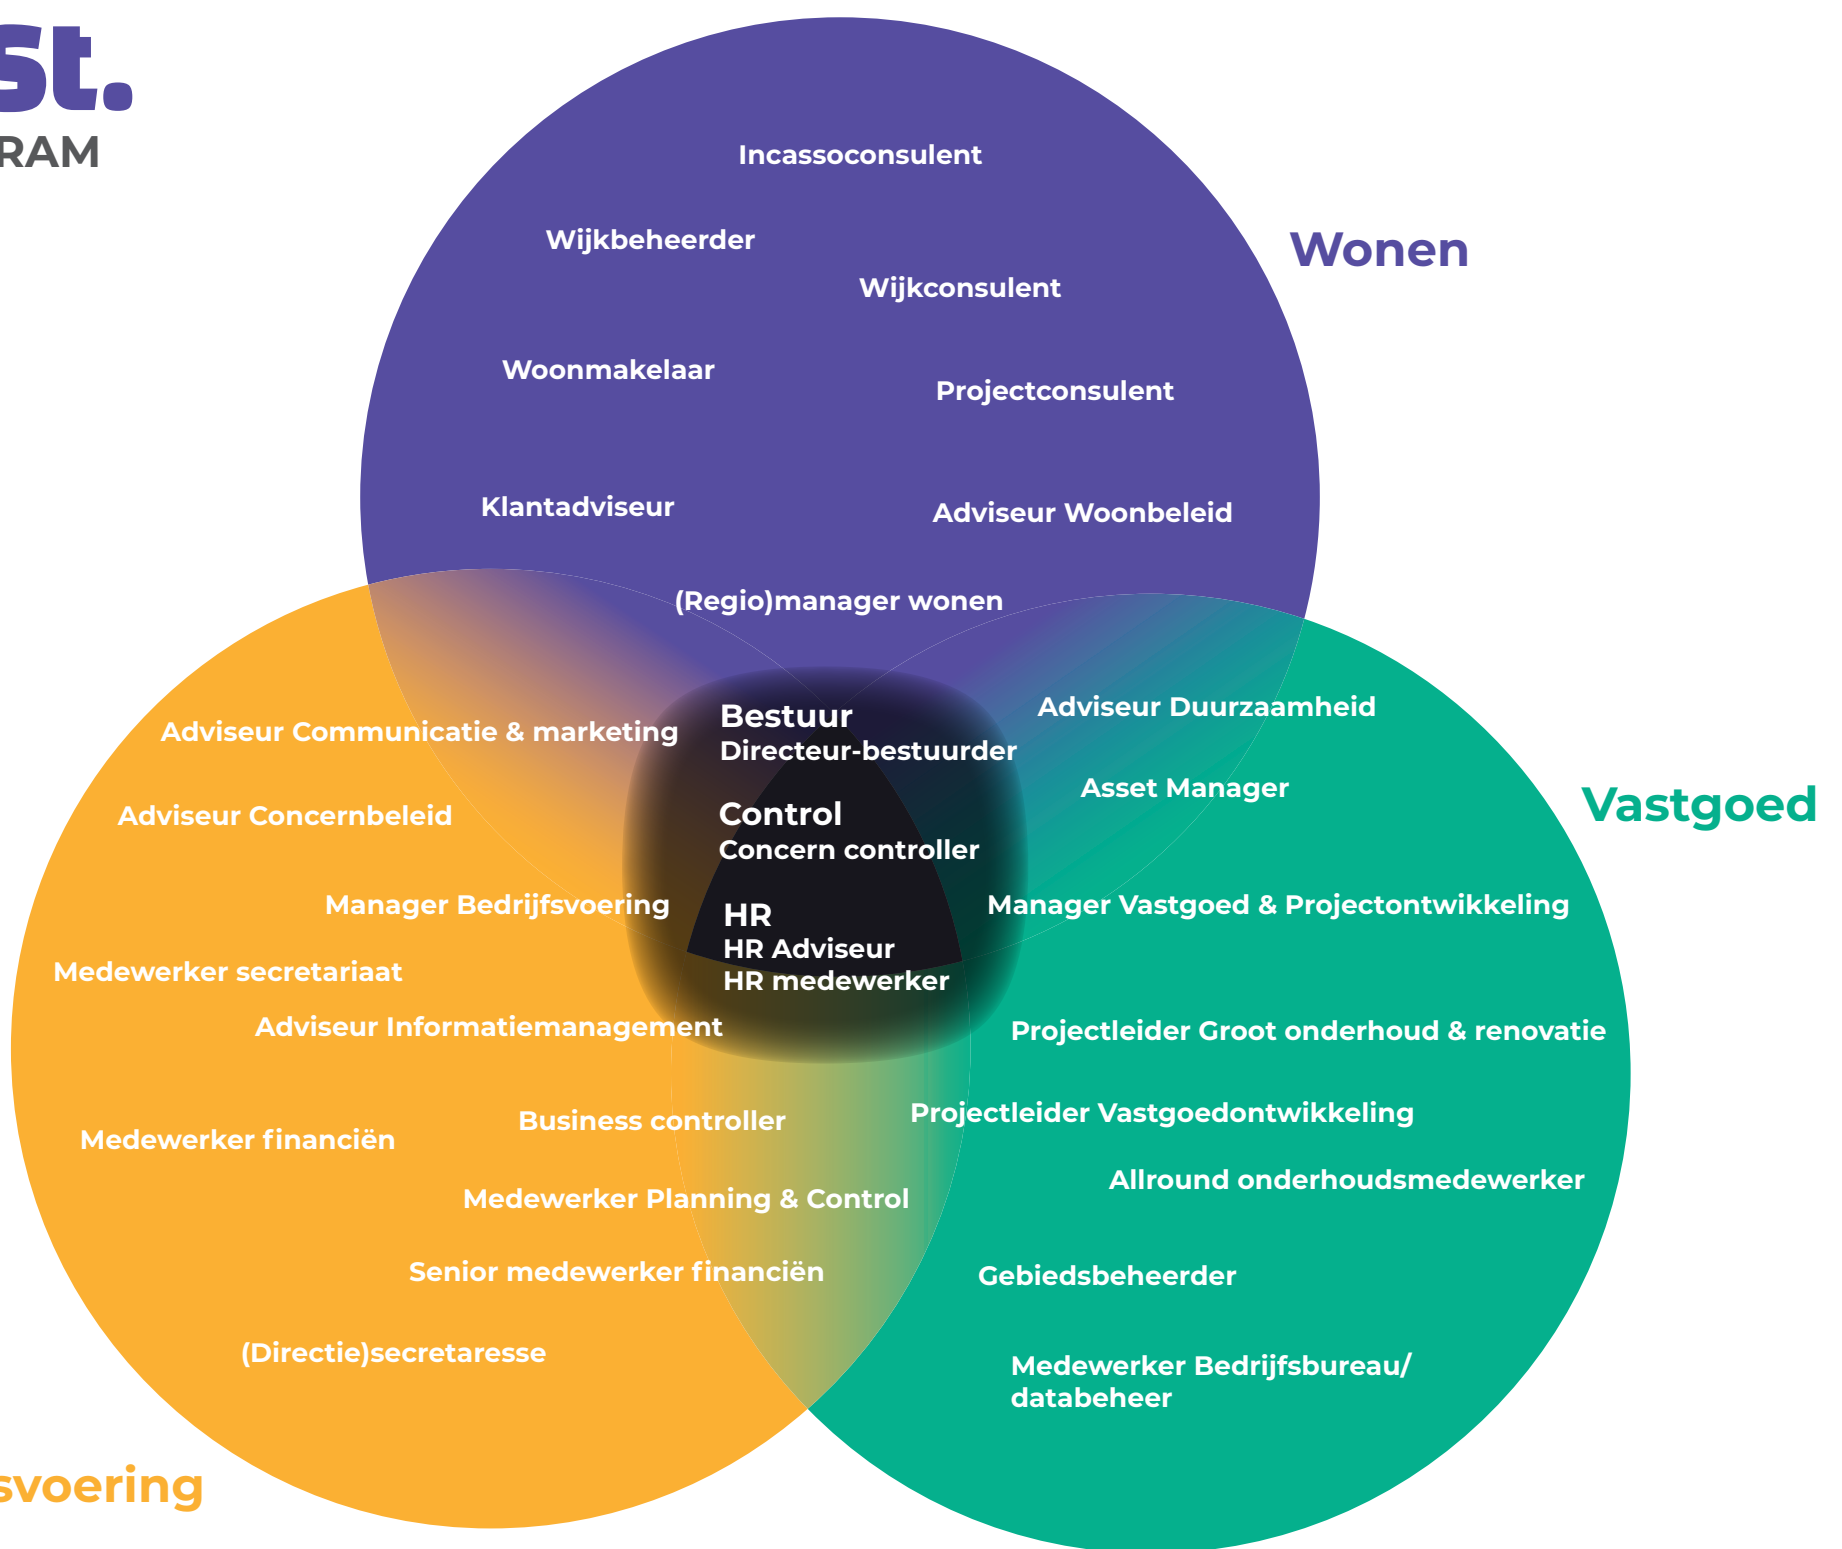 st.
RAM
Incassoconsulent
Wijkbeheerder
Wijkconsulent
Wonen
Woonmakelaar
Projectconsulent
Klantadviseur
Adviseur Woonbeleid
(Regio)manager wonen
Adviseur Communicatie & marketing
Adviseur Concernbeleid
Manager Bedrijfsvoering
Medewerker secretariaat
Adviseur Informatiemanagement
Medewerker financiën
Business controller
Medewerker Planning & Control
Senior medewerker financiën
(Directie)secretaresse
svoering
Bestuur
Directeur-bestuurder
Control
Concern controller
HR
HR Adviseur
HR medewerker
Adviseur Duurzaamheid
Asset Manager
Vastgoed
Manager Vastgoed & Projectontwikkeling
Projectleider Groot onderhoud & renovatie
Projectleider Vastgoedontwikkeling
Allround onderhoudsmedewerker
Gebiedsbeheerder
Medewerker Bedrijfsbureau/
databeheer